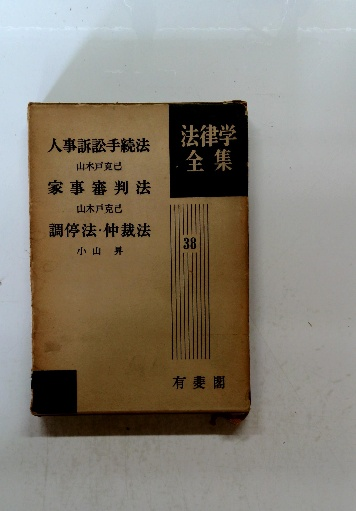 人事訴訟手続法
山木戸克己
家事審判法
山木戸克己
調停法・仲裁法
小山昇
法律学
全集
38
有斐閣